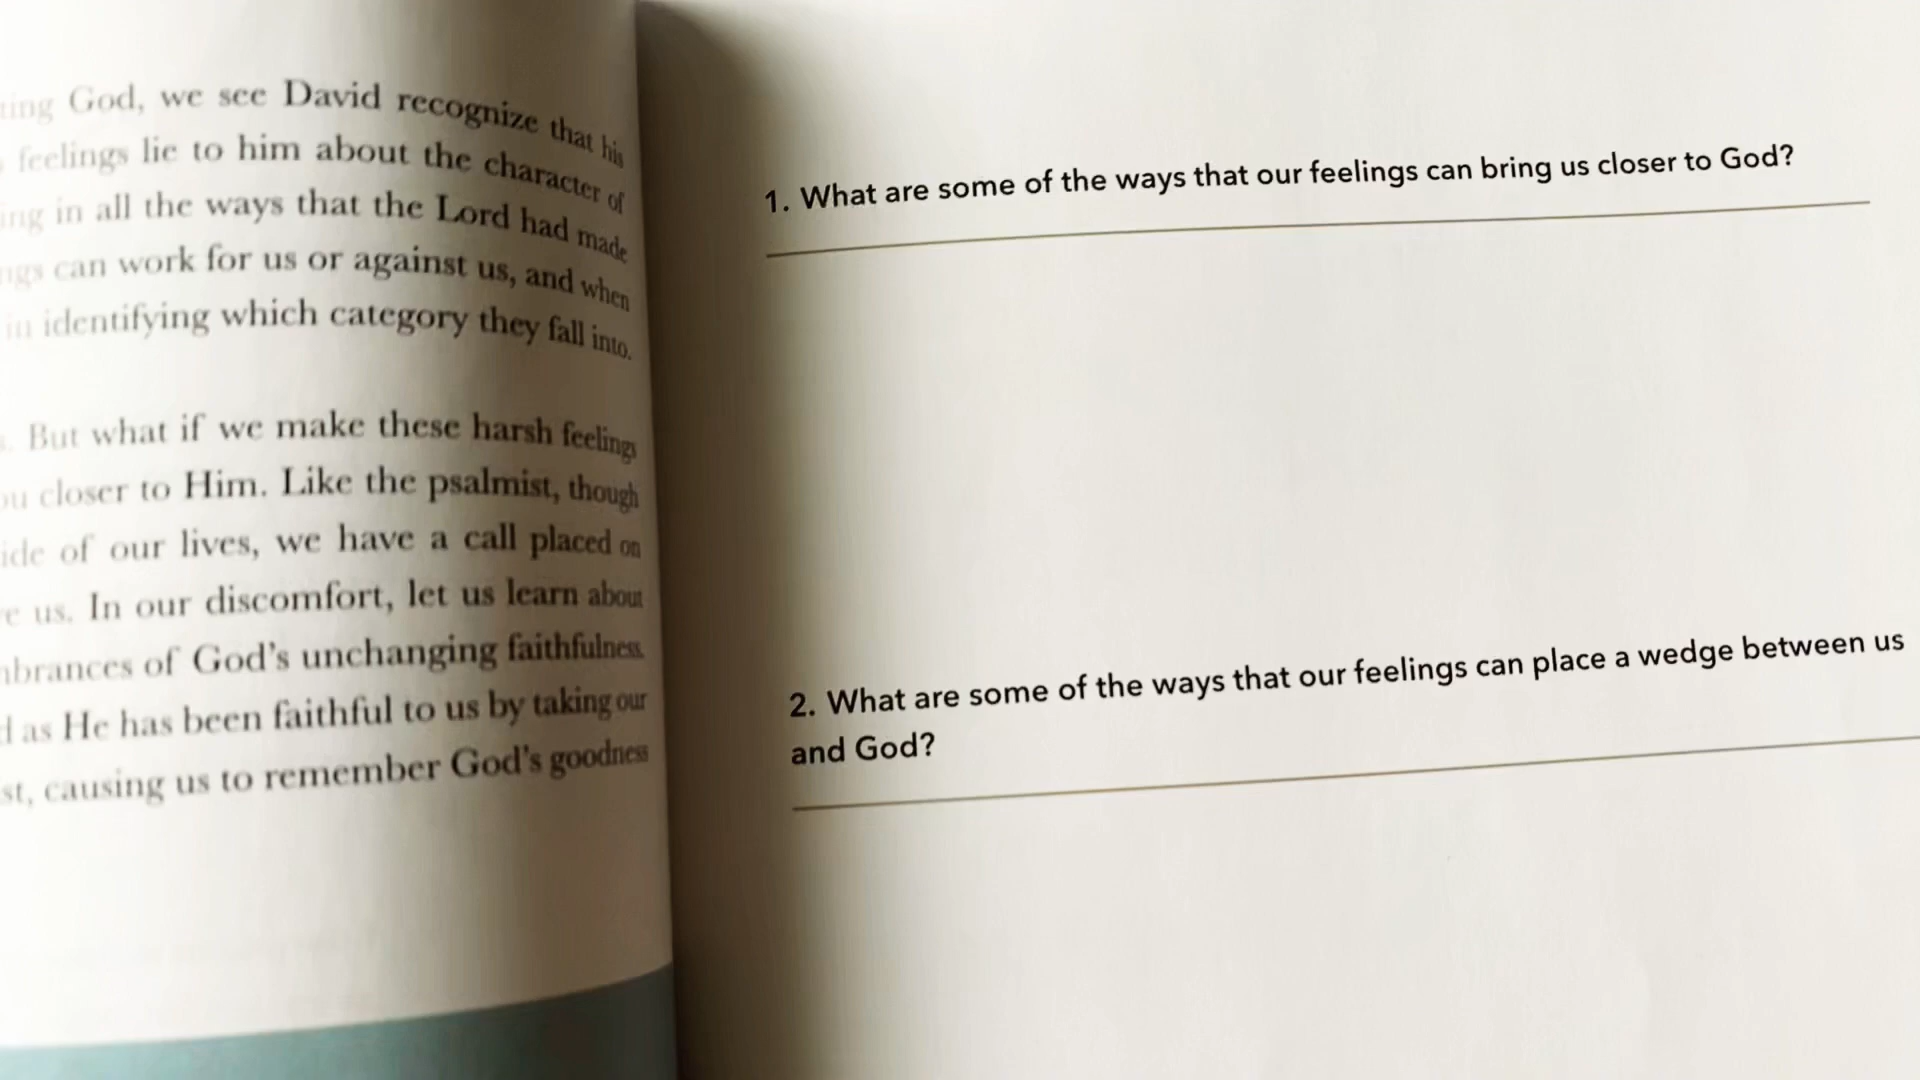 God, we see David recognize that his
feelings lie to him about the character of
in all the ways that the Lord had made
can work for us or against us, and when
in identifying which category they fall into.
But what if we make these harsh feelings
closer to Him. Like the psalmist, though
of our lives, we have a call placed on
us. In our discomfort, let us learn about
of God's unchanging faithfulness
as He has been faithful to us by taking our
causing us to remember God's goodness
1. What are some of the ways that our feelings can bring us closer to God?
2. What are some of the ways that our feelings can place a wedge between us
and God?